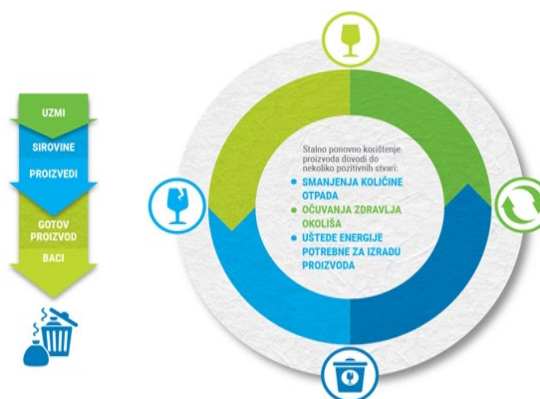 UZMI
SIROVINE
PROIZVEDI
GOTOV
PROIZVOD
BACI
Stalno ponovno korištenje
proizvoda dovodi do
nekoliko pozitivnih stvari:
SMANJENJA KOLIČINE
OTPADA
OČUVANJA ZDRAVLJA
OKOLIŠA
UŠTEDE ENERGIJE
POTREBNE ZA IZRADU
PROIZVODA